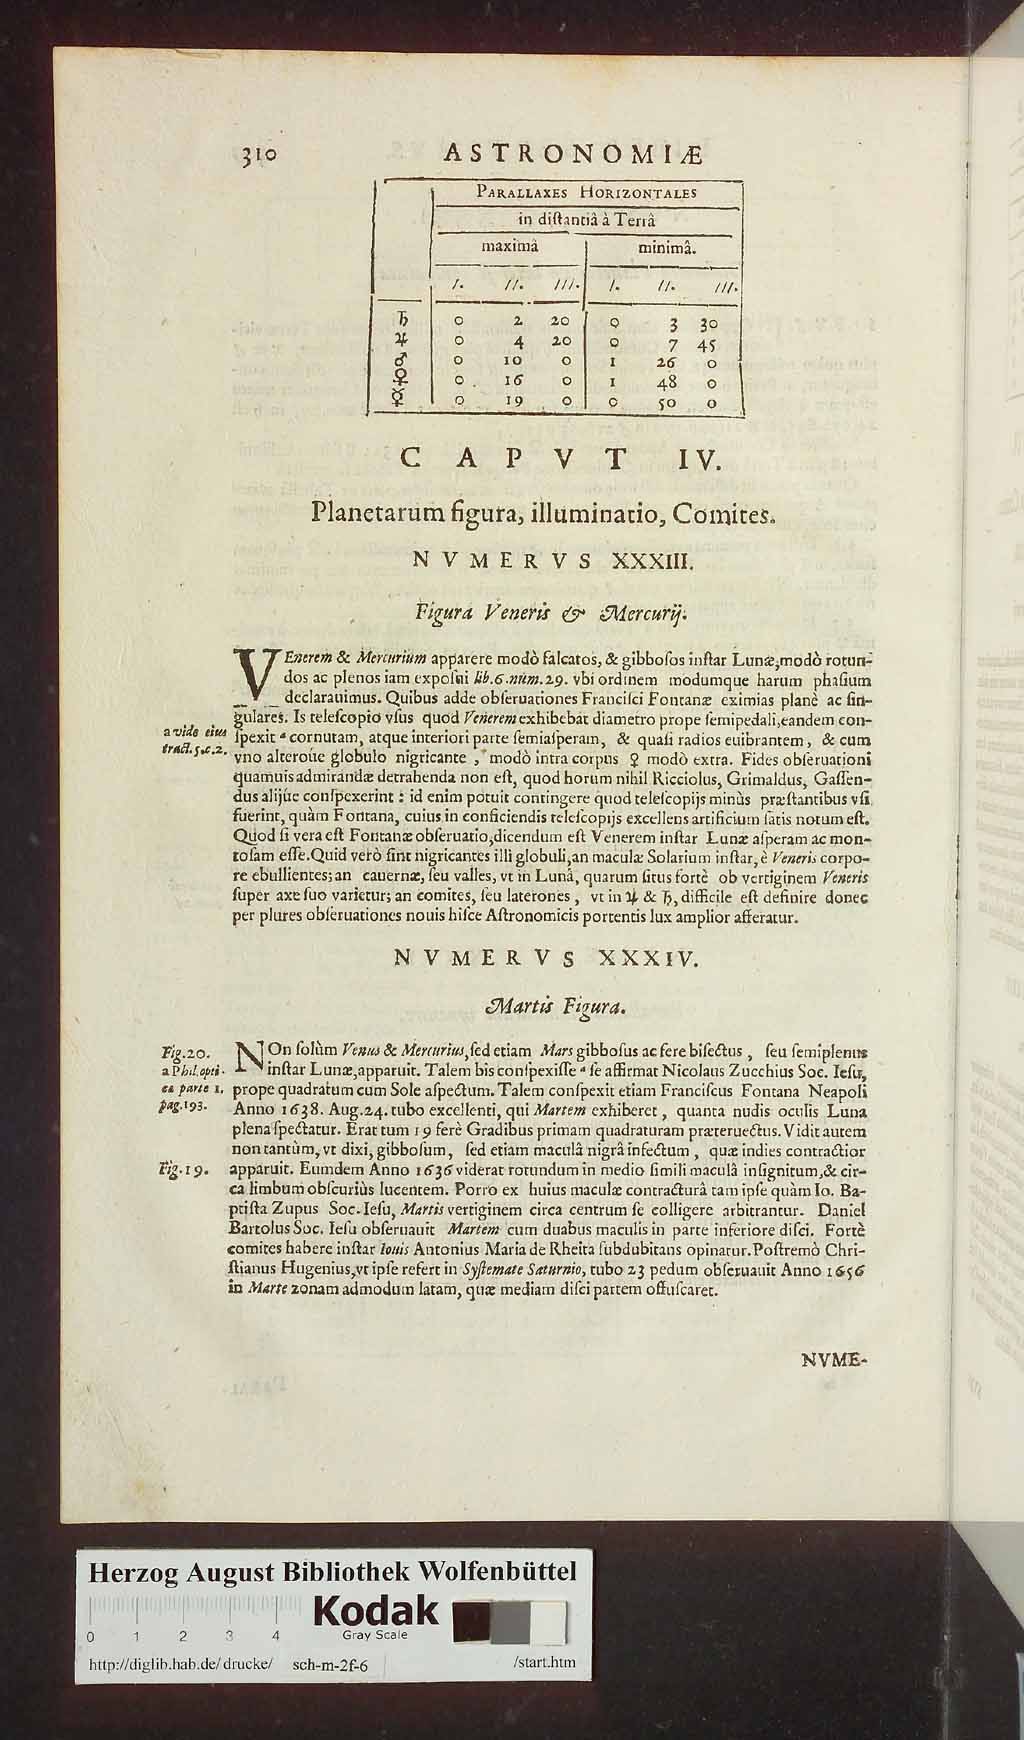 310 ASTRONOMIÆ
PARALLAXES HORIZONTALES
in diſtantiâ à Terrâ
maximâ minimâ.
I. II. III. I. II. III.
♄ 0 2 20 0 3 30
♃ 0 4 20 0 7 45
♂ 0 10 0 1 26 0
♀ 0 16 0 1 48 0
☿ 0 19 0 0 50 0
CAPVT IV.
Planetarum figura, illuminatio, Comites.
NVMERVS XXXIII.
Figura Veneris & Mercurij.
VEnerem & Mercurium apparere modò falcatos, & gibboſos inſtar Lunæ, modò rotun-
dos ac plenos iam expoſui lib.6.num.29. vbi ordinem modumque harum phaſium
declarauimus. Quibus adde obſeruationes Franciſci Fontanæ eximias planè ac ſin-
gulares. Is teleſcopio vſus quod Venerem exhibebat diametro prope ſemipedali, eandem con-
a vide eius ſpexit a cornutam, atque interiori parte ſemiaſperam, & quaſi radios euibrantem, & cum
tract.5.c.2. vno alteroùe globulo nigricante, modò intra corpus ♀ modò extra. Fides obſeruationi
quamuis admirandæ detrahenda non eſt, quod horum nihil Ricciolus, Grimaldus, Gaſſen-
dus alijùe conſpexerint: id enim potuit contingere quod teleſcopijs minùs præſtantibus vſi
fuerint, quàm Fontana, cuius in conficiendis teleſcopijs excellens artificium ſatis notum eſt.
Quod ſi vera eſt Fontanæ obſeruatio, dicendum eſt Venerem inſtar Lunæ aſperam ac mon-
toſam eſſe. Quid verò ſint nigricantes illi globuli, an maculæ Solarium inſtar, è Veneris corpo-
re ebullientes; an cauernæ, ſeu valles, vt in Lunâ, quarum ſitus fortè ob vertiginem Veneris
ſuper axe ſuo varietur; an comites, ſeu laterones, vt in ♃ & ♄, difficile eſt definire donec
per plures obſeruationes nouis hiſce Aſtronomicis portentis lux amplior afferatur.
NVMERVS XXXIV.
Martis Figura.
Fig.20. NOn ſolùm Venus & Mercurius, ſed etiam Mars gibboſus ac fere biſectus, ſeu ſemiplenus
a Phil.opti- inſtar Lunæ, apparuit. Talem bis conſpexiſſe a ſe affirmat Nicolaus Zucchius Soc. Ieſu,
ca parte 1. prope quadratum cum Sole aſpectum. Talem conſpexit etiam Franciſcus Fontana Neapoli
pag.193. Anno 1638. Aug.24. tubo excellenti, qui Martem exhiberet, quanta nudis oculis Luna
plena ſpectatur. Erat tum 19 ferè Gradibus primam quadraturam præteruectus. Vidit autem
non tantùm, vt dixi, gibboſum, ſed etiam maculâ nigrâ infectum, quæ indies contractior
Fig.19. apparuit. Eumdem Anno 1636 viderat rotundum in medio ſimili maculâ inſignitum, & cir-
ca limbum obſcuriùs lucentem. Porro ex huius maculæ contracturâ tam ipſe quàm Io. Ba-
ptiſta Zupus Soc. Ieſu, Martis vertiginem circa centrum ſe colligere arbitrantur. Daniel
Bartolus Soc. Ieſu obſeruauit Martem cum duabus maculis in parte inferiore diſci. Fortè
comites habere inſtar Iouis Antonius Maria de Rheita ſubdubitans opinatur. Poſtremò Chri-
ſtianus Hugenius, vt ipſe refert in Syſtemate Saturnio, tubo 23 pedum obſeruauit Anno 1656
in Marte zonam admodum latam, quæ mediam diſci partem offuſcaret.
NVME-
Herzog August Bibliothek Wolfenbüttel
Kodak
Gray Scale
0 1 2 3 4
http://diglib.hab.de/drucke/ sch-m-2f-6 /start.htm